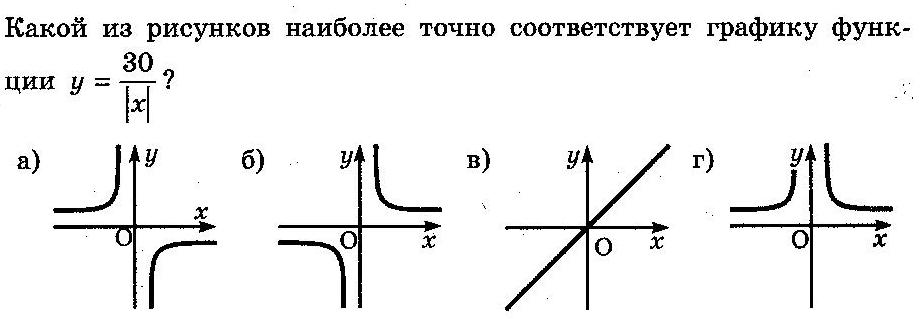 Какой из рисунков наиболее точно соответствует графику функ-
ции y = 30/|x| ?
а) y x O б) y O x в) y O x г) y O x